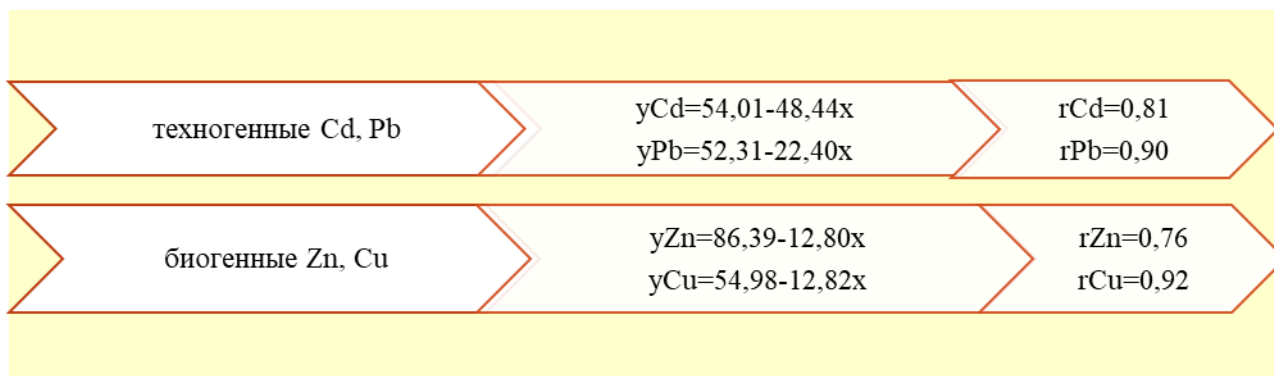 техногенные Cd, Pb
yCd=54,01-48,44x
yPb=52,31-22,40x
rCd=0,81
rPb=0,90
биогенные Zn, Cu
yZn=86,39-12,80x
yCu=54,98-12,82x
rZn=0,76
rCu=0,92